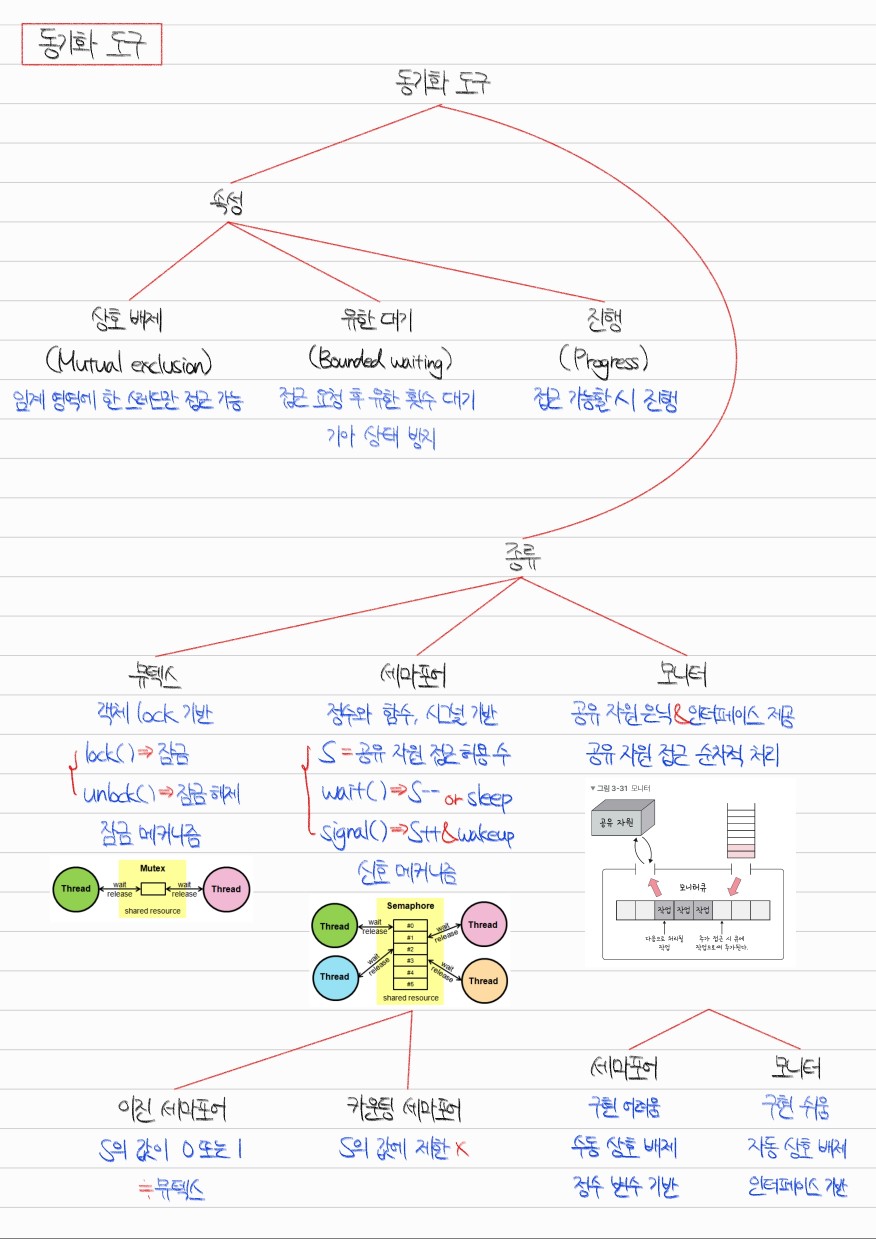 동기화 도구
동기화 도구
속성
상호 배제
(Mutual exclusion)
임계 영역에 한 스레드만 접근 가능
유한 대기
(Bounded waiting)
접근 요청 후 유한 횟수 대기
기아 상태 방지
진행
(Progress)
접근 가능할 시 진행
종류
뮤텍스
객체 lock 기반
lock() ⇒ 잠금
unlock() ⇒ 잠금 해제
잠금 메커니즘
Mutex
Thread
wait
release
wait
release
Thread
shared resource
세마포어
정수와 함수, 시그널 기반
S = 공유 자원 접근 허용 수
wait() ⇒ S-- or sleep
signal() ⇒ S++ & wakeup
신호 메커니즘
Semaphore
Thread
wait
release
#0
#1
#2
#3
#4
#5
wait
release
Thread
Thread
wait
release
wait
release
Thread
shared resource
모니터
공유 자원 은닉 & 인터페이스 제공
공유 자원 접근 순차적 처리
▼ 그림 3-31 모니터
공유 자원
모니터큐
작업 작업 작업
다음으로 처리될
작업
추가 접근 시 큐에
작업으로써 추가된다.
이진 세마포어
S의 값이 0 또는 1
≒ 뮤텍스
카운팅 세마포어
S의 값에 제한 X
세마포어
구현 어려움
수동 상호 배제
정수 변수 기반
모니터
구현 쉬움
자동 상호 배제
인터페이스 기반